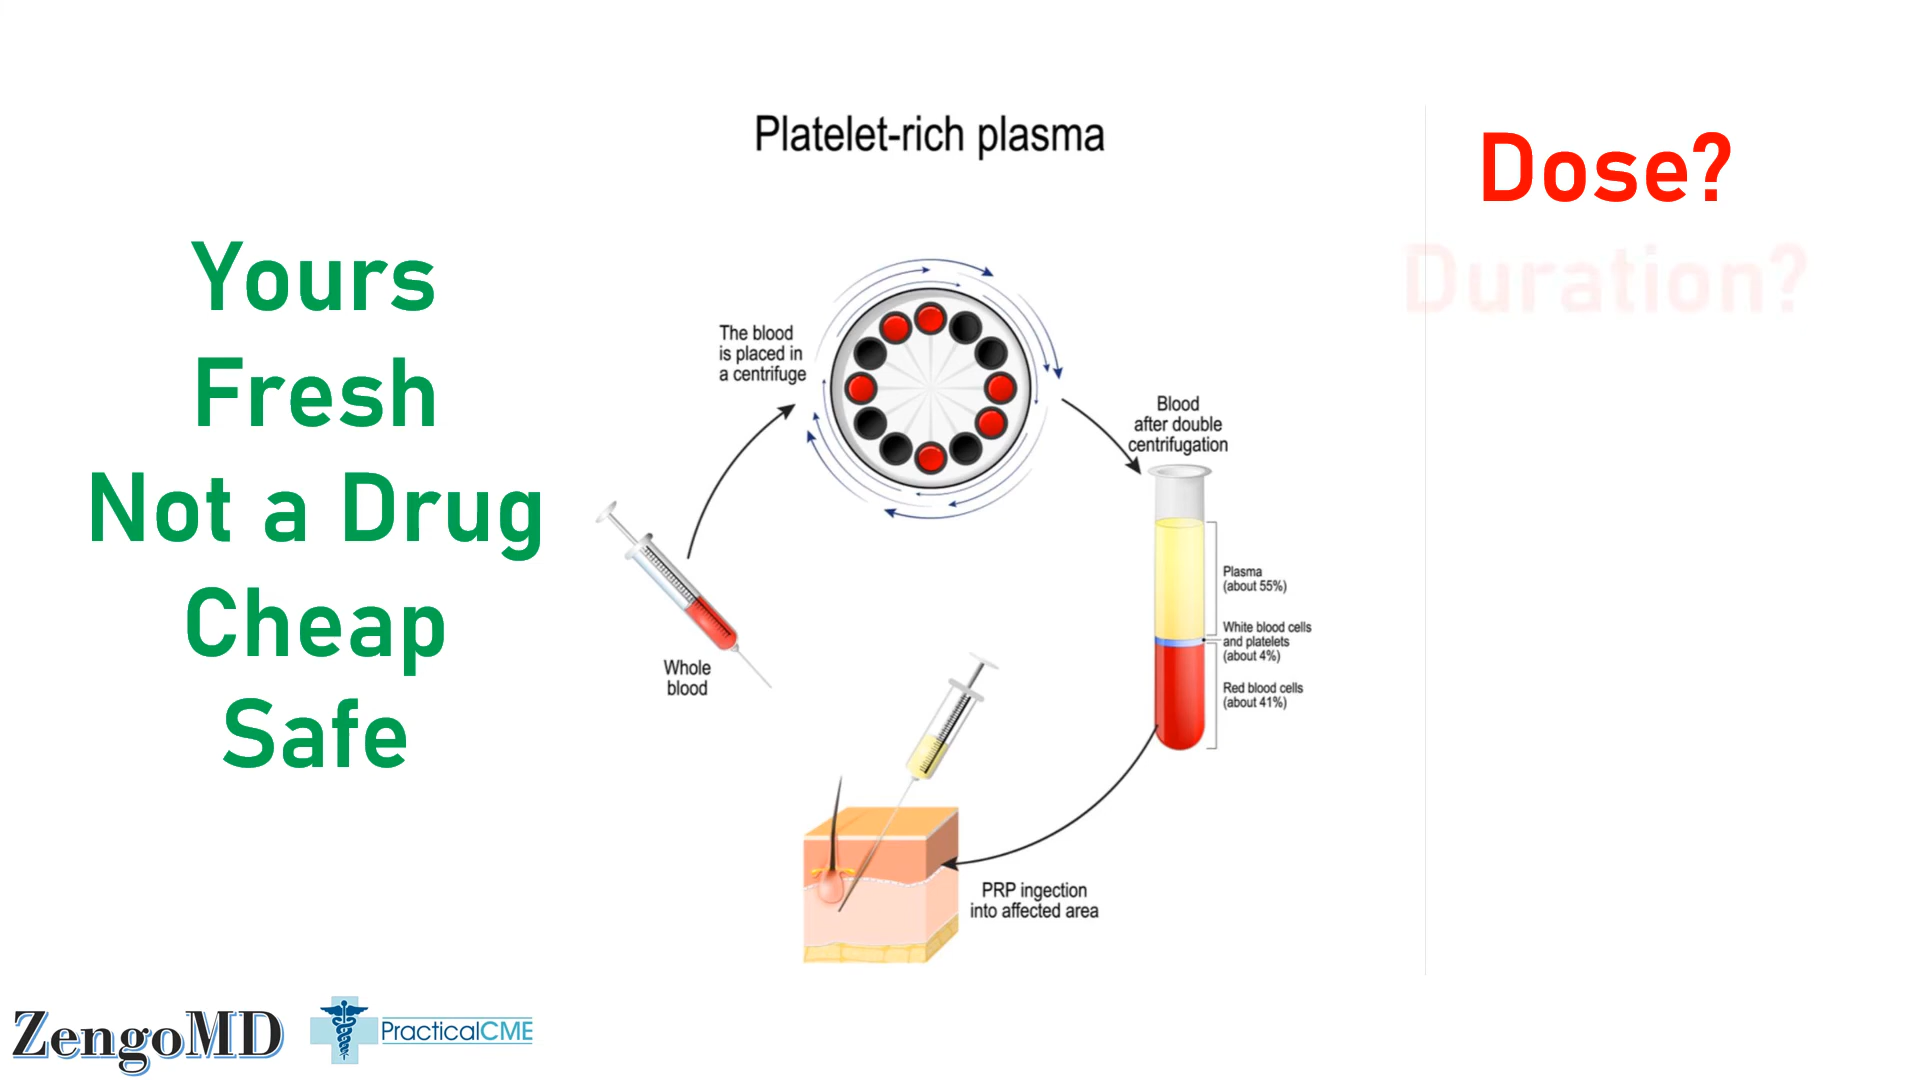 Platelet-rich plasma
Yours
Fresh
Not a Drug
Cheap
Safe
The blood
is placed in
a centrifuge
Whole
blood
Blood
after double
centrifugation
Plasma
(about 55%)
White blood cells
and platelets
(about 4%)
Red blood cells
(about 41%)
PRP ingection
into affected area
Dose?
Duration?
ZengoMD
PracticalCME